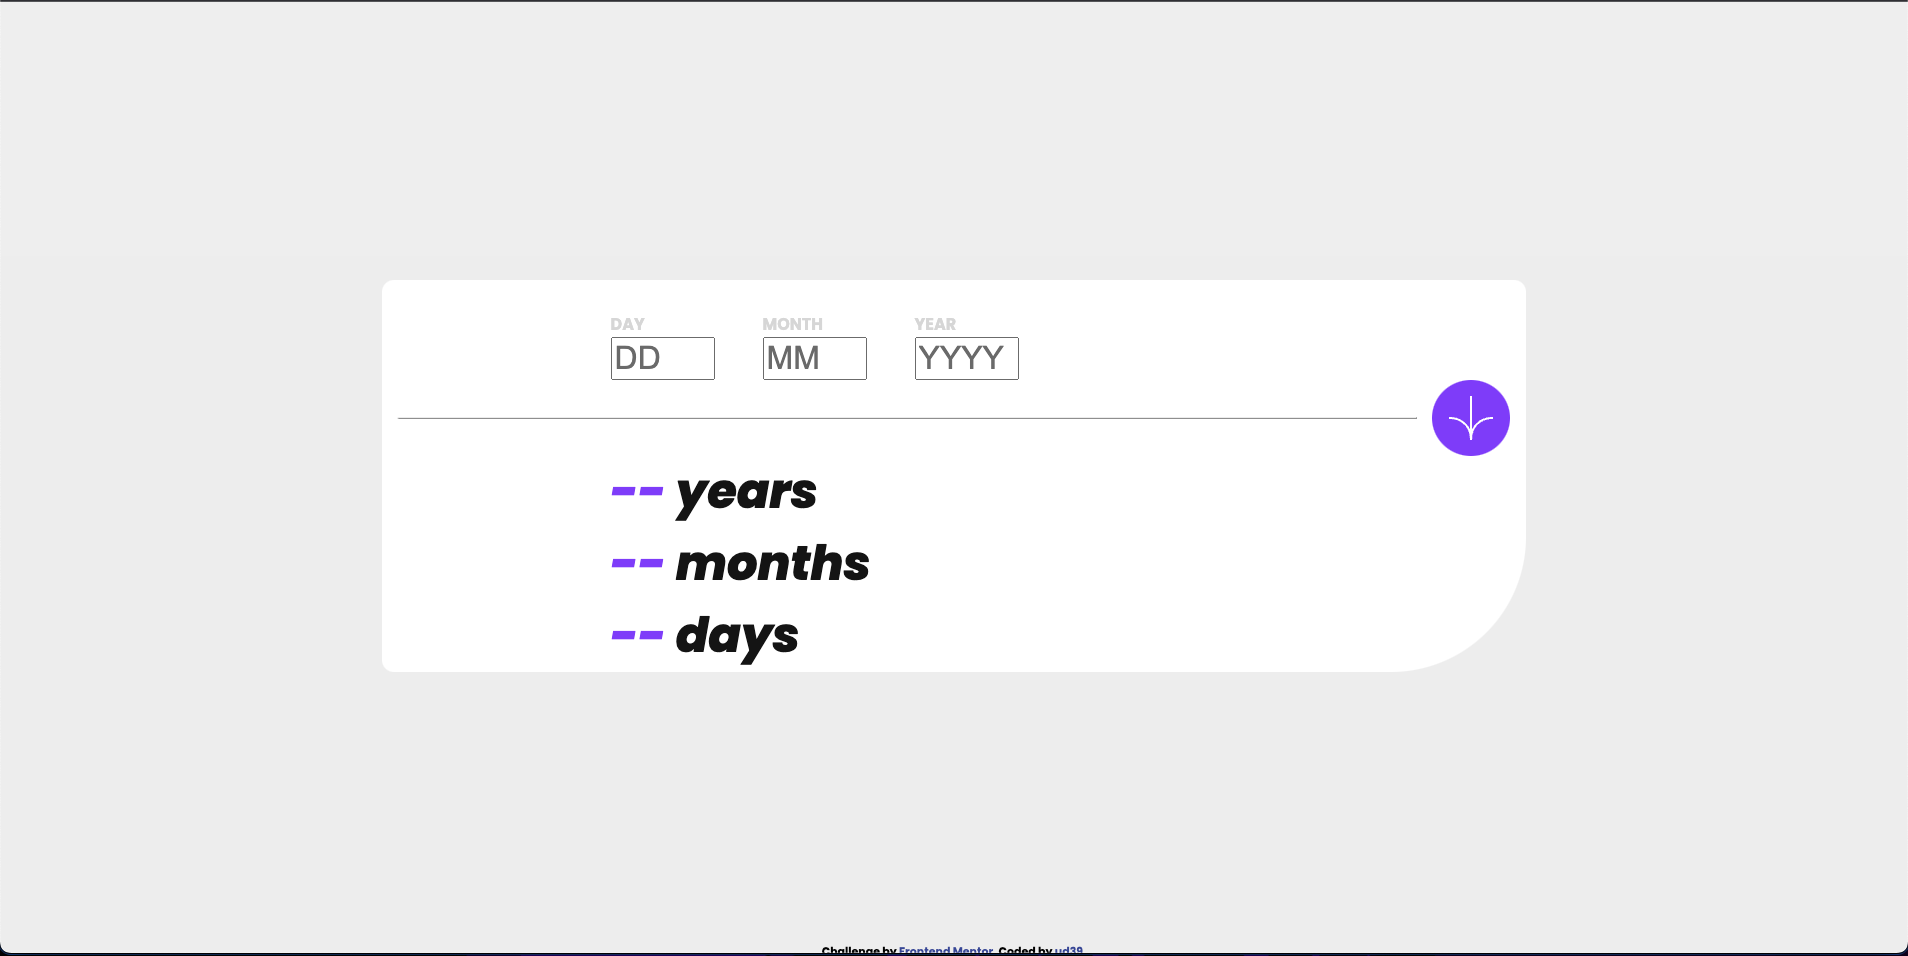 DAY MONTH YEAR
DD MM YYYY
-- years
-- months
-- days
Challenge by Frontend Mentor. Coded by ud39